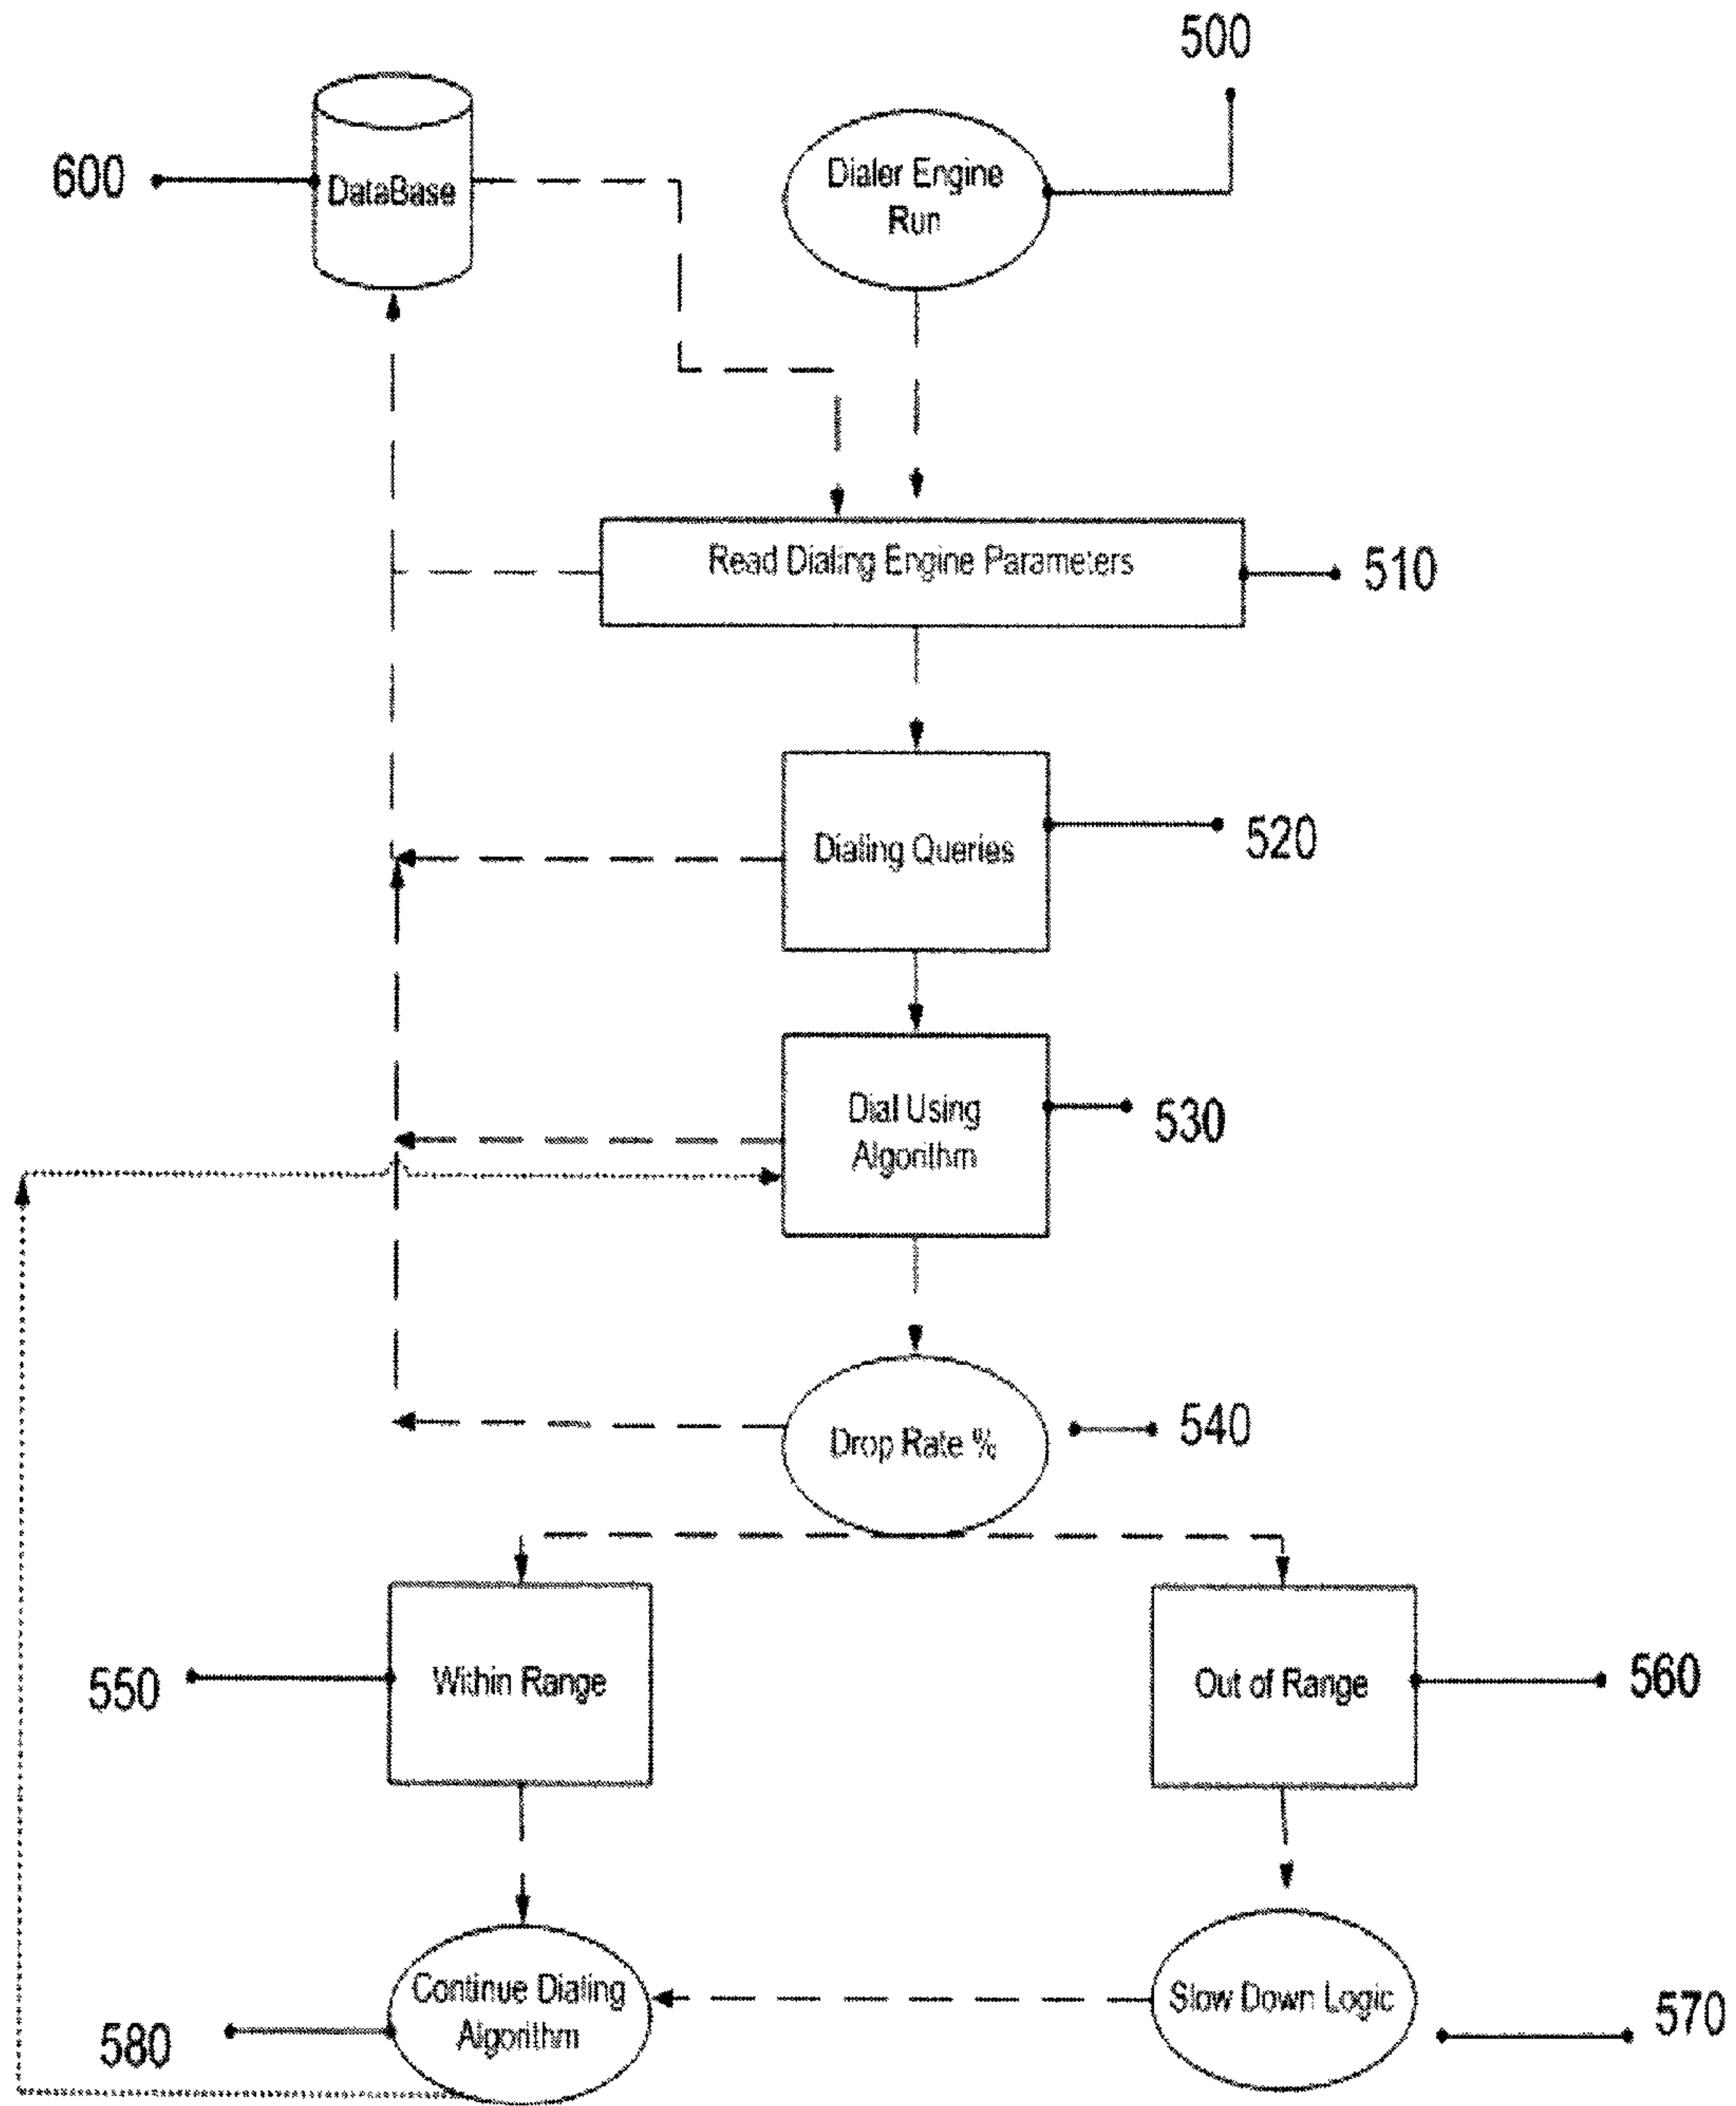 500
600
DataBase
Dialer Engine
Run
Read Dialing Engine Parameters
510
Dialing Queries
520
Dial Using
Algorithm
530
Drop Rate %
540
550
Within Range
Out of Range
560
Continue Dialing
Algorithm
Slow Down Logic
570
580